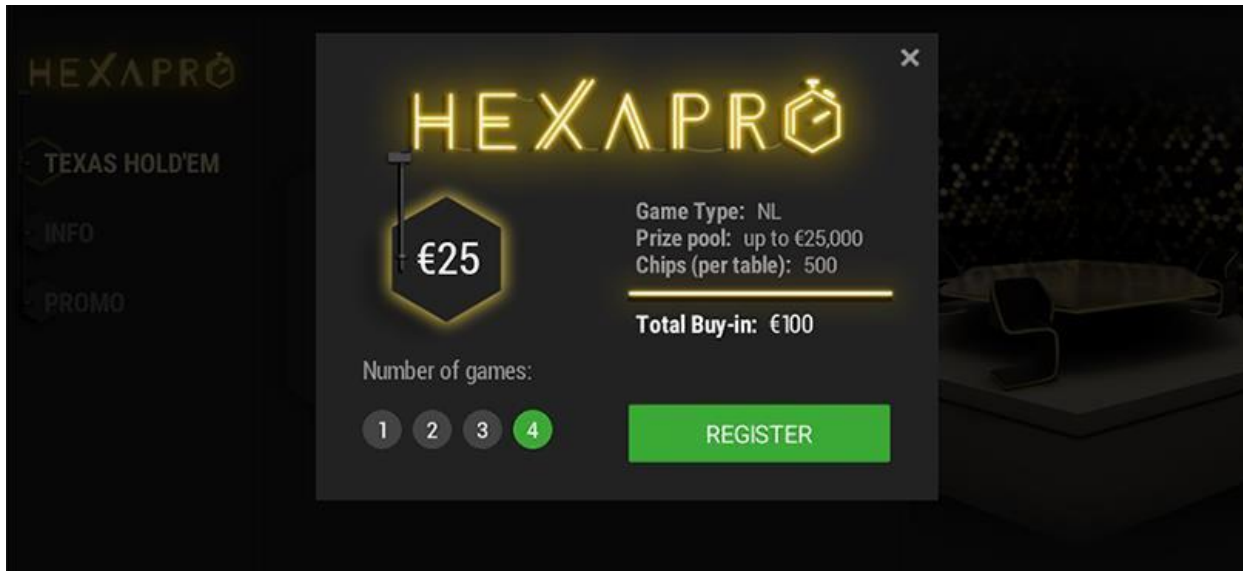 HEXAPRO
TEXAS HOLD'EM
INFO
PROMO
×
HEXAPRO
€25
Game Type: NL
Prize pool: up to €25,000
Chips (per table): 500
Total Buy-in: €100
Number of games:
1 2 3 4
REGISTER